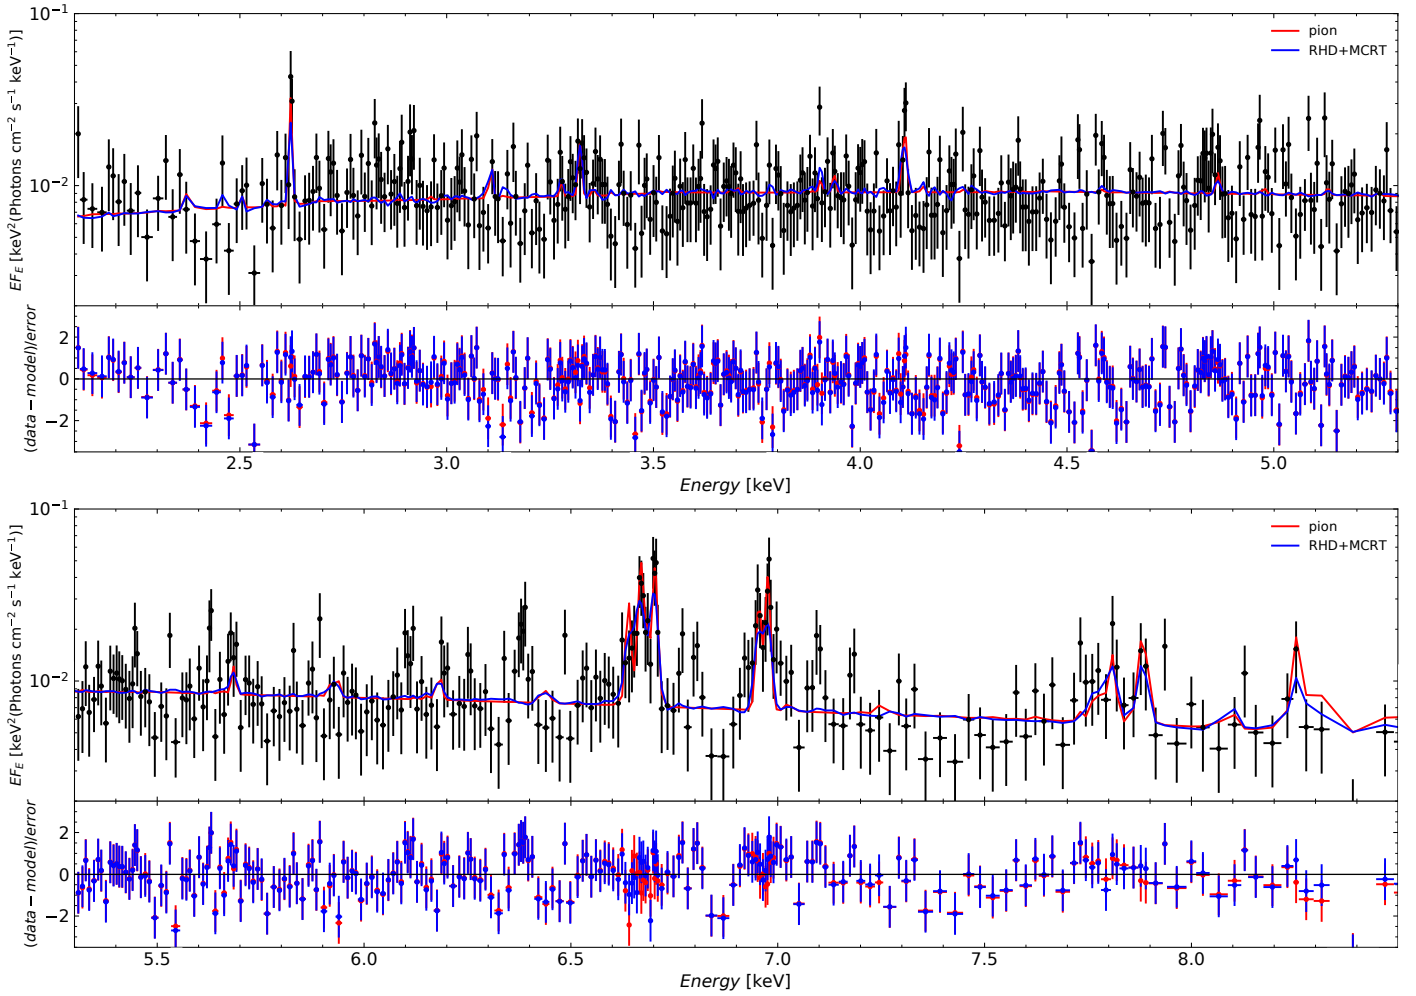 10⁻¹
10⁻²
EF_E [keV²(Photons cm⁻² s⁻¹ keV⁻¹)]
pion
RHD+MCRT
2
0
−2
(data − model)/error
2.5 3.0 3.5 4.0 4.5 5.0
Energy [keV]
10⁻¹
10⁻²
EF_E [keV²(Photons cm⁻² s⁻¹ keV⁻¹)]
pion
RHD+MCRT
2
0
−2
(data − model)/error
5.5 6.0 6.5 7.0 7.5 8.0
Energy [keV]